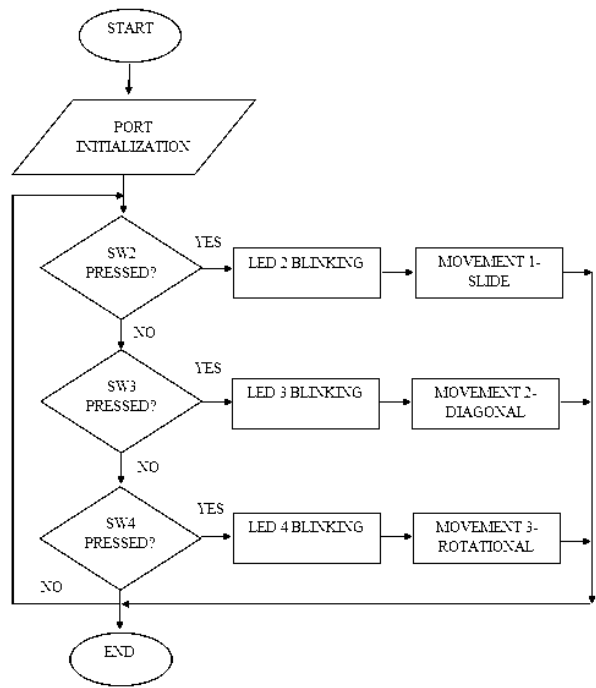 START
PORT
INITIALIZATION
SW2
PRESSED?
YES
LED 2 BLINKING
MOVEMENT 1-
SLIDE
NO
SW3
PRESSED?
YES
LED 3 BLINKING
MOVEMENT 2-
DIAGONAL
NO
SW4
PRESSED?
YES
LED 4 BLINKING
MOVEMENT 3-
ROTATIONAL
NO
END